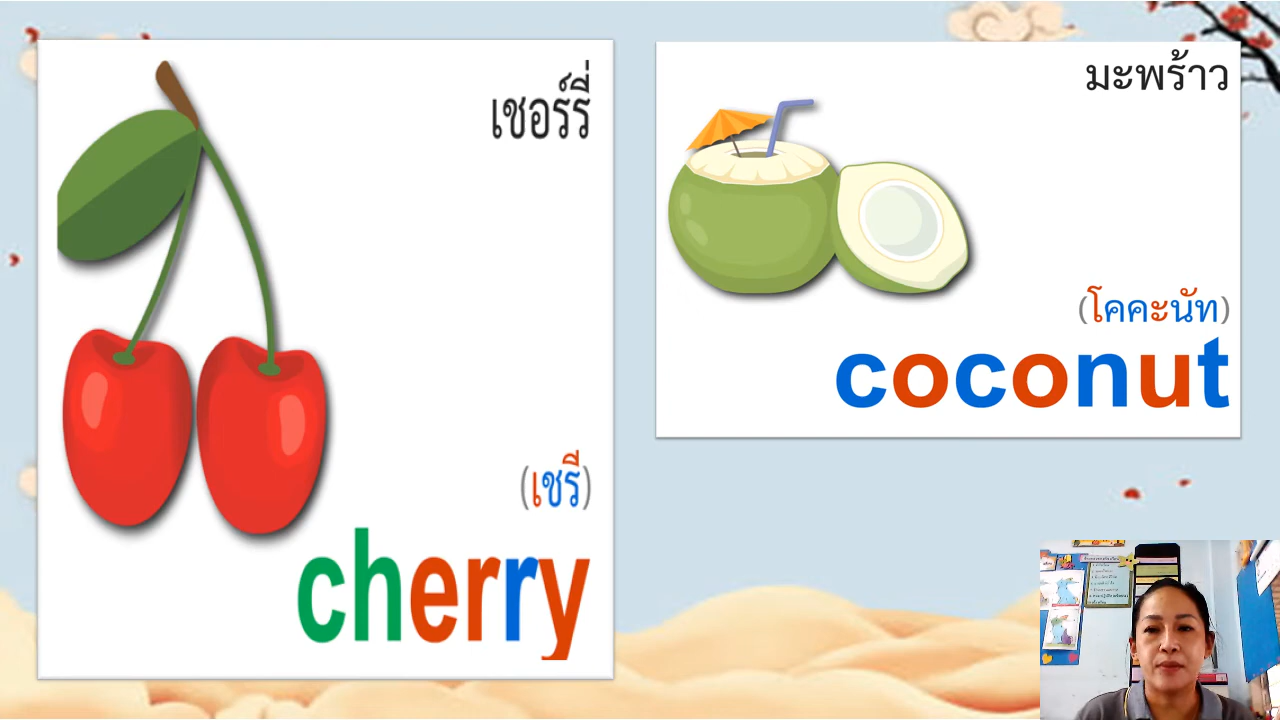 เชอร์รี่
(เชรี)
cherry
มะพร้าว
(โคคะนัท)
coconut